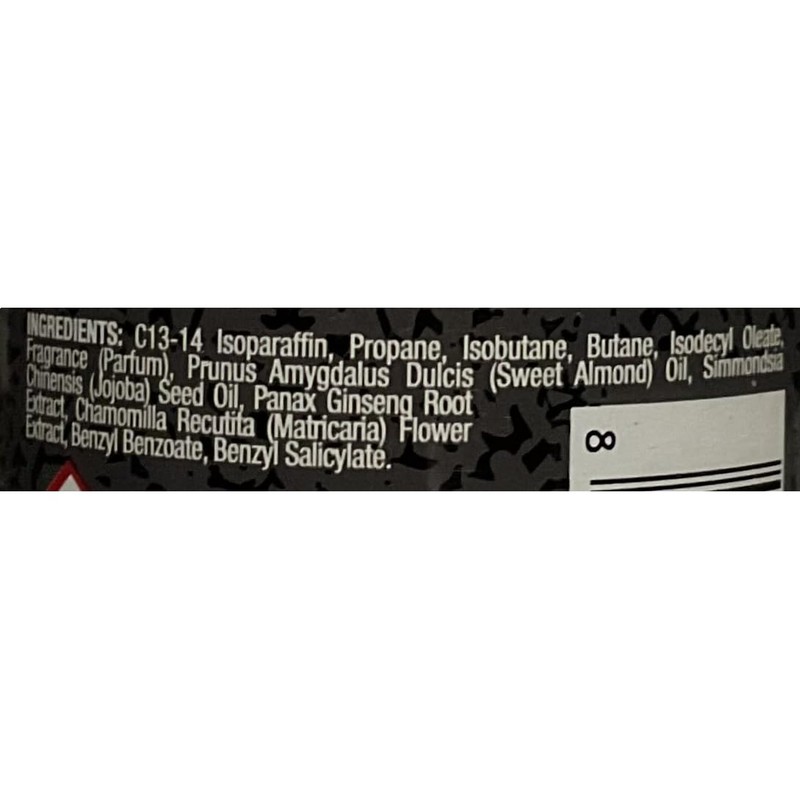 INGREDIENTS: C13-14 Isoparaffin, Propane, Isobutane, Butane, Isodecyl Oleate,
Fragrance (Parfum), Prunus Amygdalus Dulcis (Sweet Almond) Oil, Simmondsia
Chinensis (Jojoba) Seed Oil, Panax Ginseng Root
Extract, Chamomilla Recutita (Matricaria) Flower
Extract, Benzyl Benzoate, Benzyl Salicylate.
8